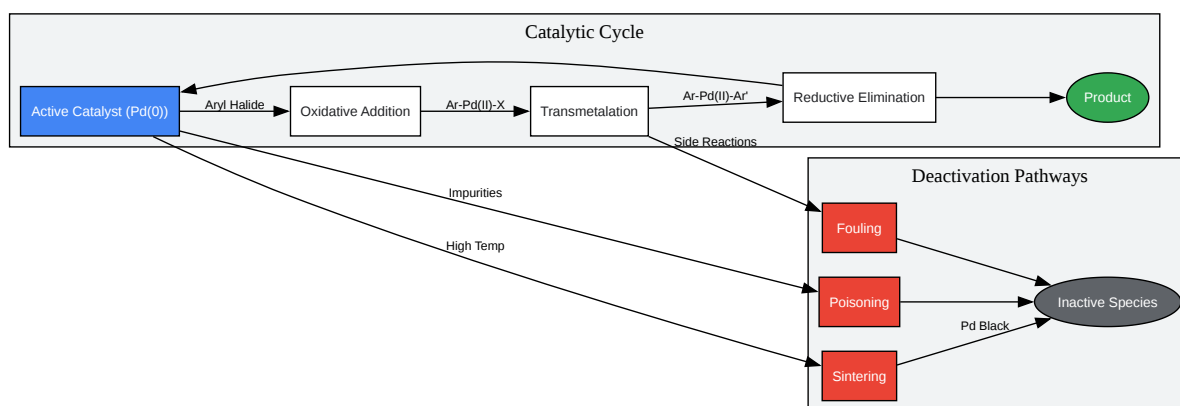 Catalytic Cycle
Active Catalyst (Pd(0))
Aryl Halide
Oxidative Addition
Ar-Pd(II)-X
Transmetalation
Ar-Pd(II)-Ar'
Reductive Elimination
Product
Side Reactions
Deactivation Pathways
Impurities
Fouling
High Temp
Poisoning
Inactive Species
Pd Black
Sintering